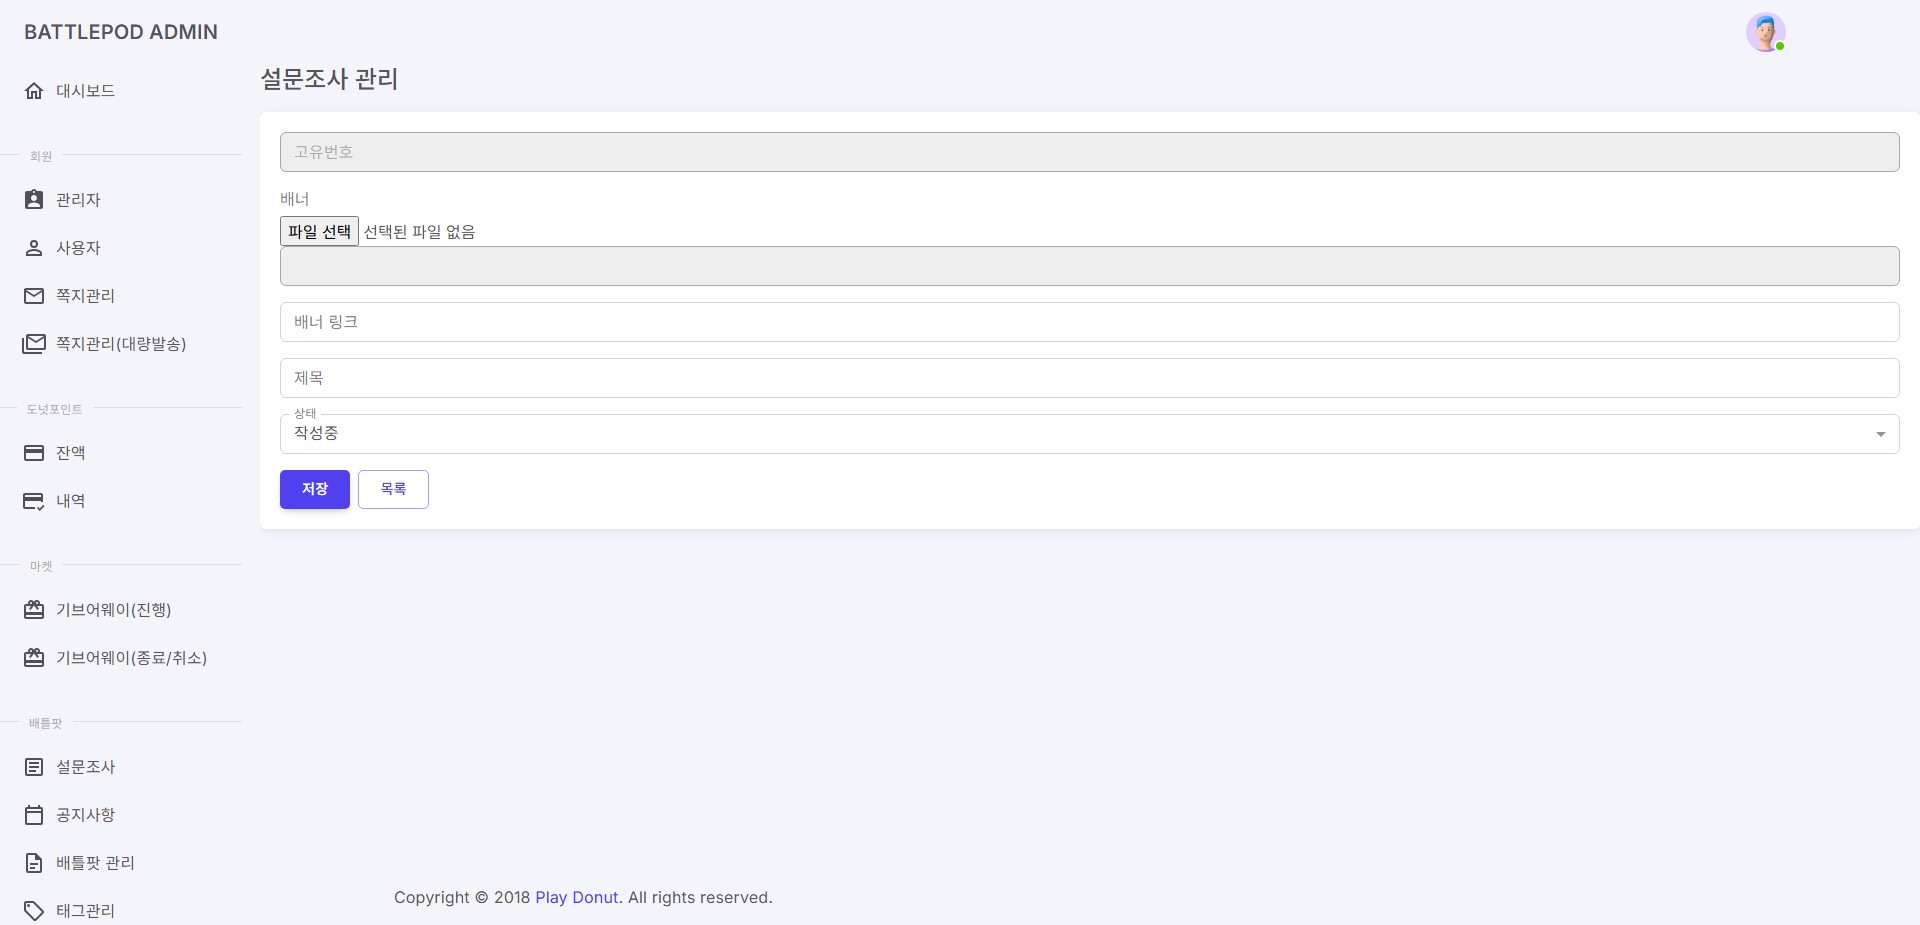 BATTLEPOD ADMIN
대시보드
회원
관리자
사용자
쪽지관리
쪽지관리(대량발송)
도넛포인트
잔액
내역
마켓
기브어웨이(진행)
기브어웨이(종료/취소)
배틀팟
설문조사
공지사항
배틀팟 관리
태그관리
설문조사 관리
고유번호
배너
파일 선택 선택된 파일 없음
배너 링크
제목
상태
작성중
저장 목록
Copyright © 2018 Play Donut. All rights reserved.